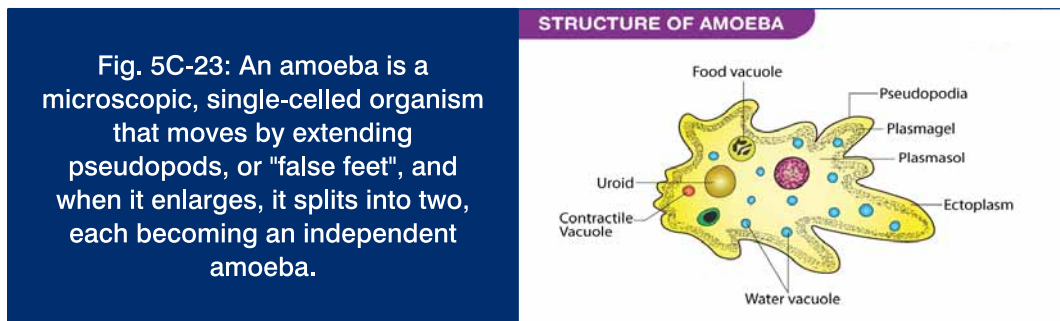 Fig. 5C-23: An amoeba is a
microscopic, single-celled organism
that moves by extending
pseudopods, or "false feet", and
when it enlarges, it splits into two,
each becoming an independent
amoeba.
STRUCTURE OF AMOEBA
Food vacuole
Pseudopodia
Plasmagel
Plasmasol
Uroid
Ectoplasm
Contractile
Vacuole
Water vacuole